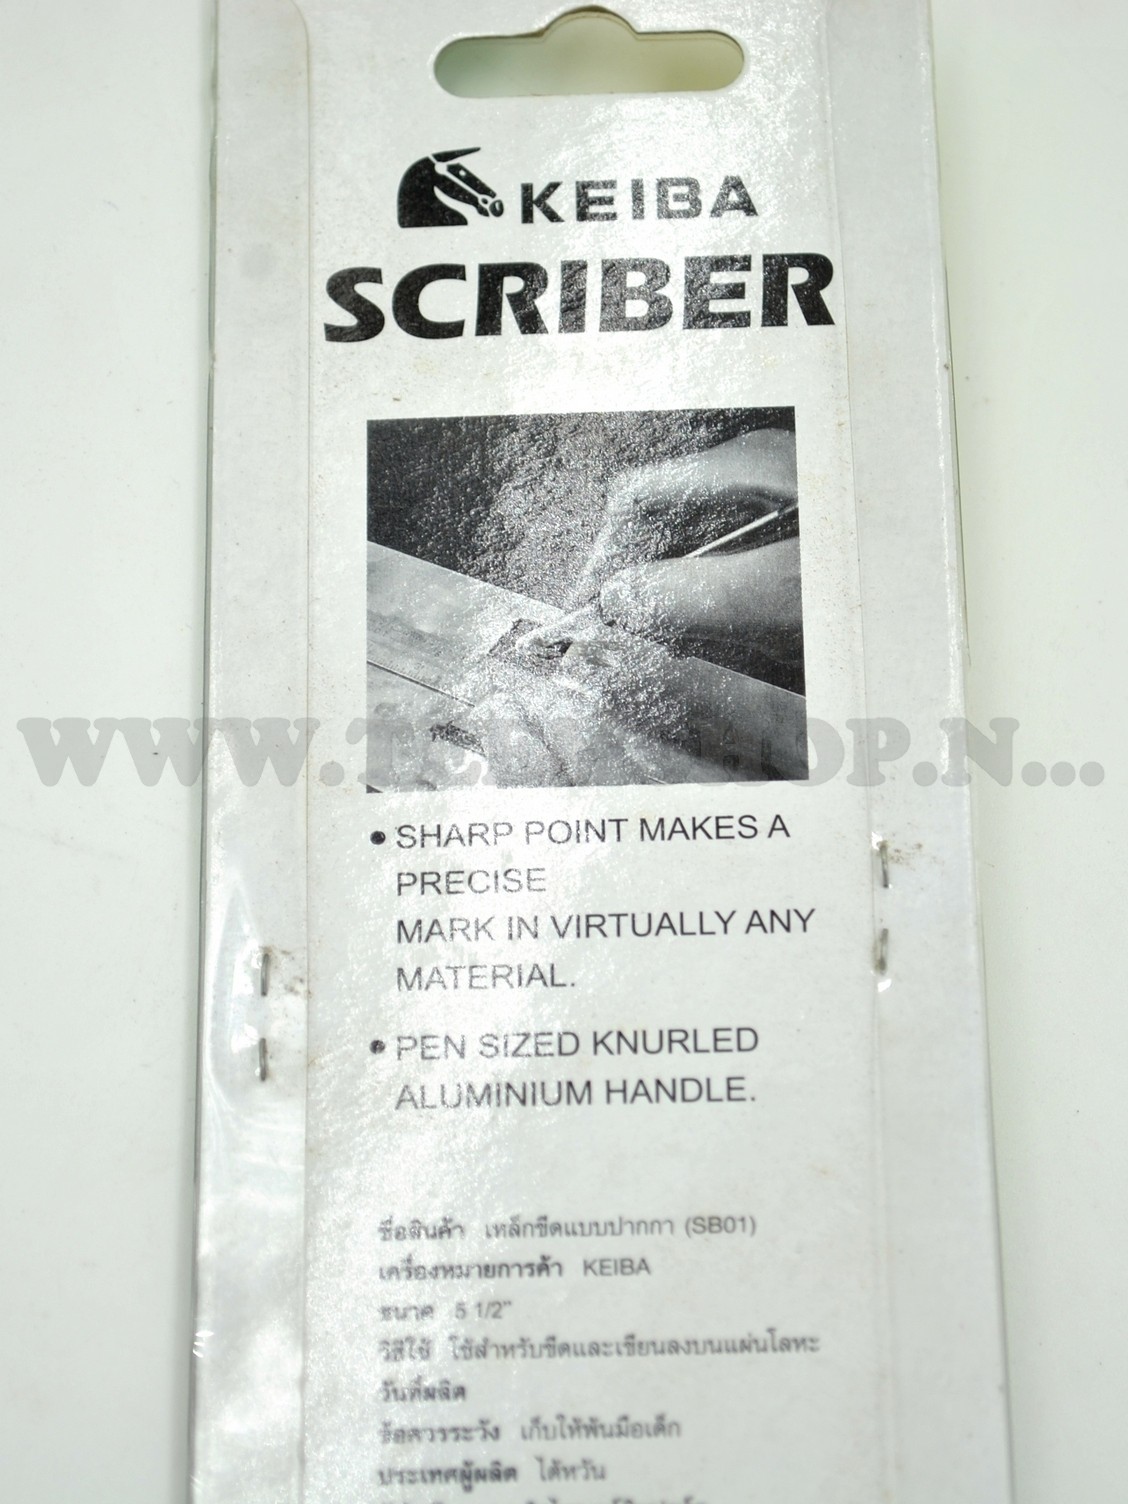 KEIBA
SCRIBER
• SHARP POINT MAKES A
PRECISE
MARK IN VIRTUALLY ANY
MATERIAL.
• PEN SIZED KNURLED
ALUMINIUM HANDLE.
ชื่อสินค้า เหล็กขีดแบบปากกา (SB01)
เครื่องหมายการค้า KEIBA
ขนาด 5 1/2"
วิธีใช้ ใช้สำหรับขีดและเขียนลงบนแผ่นโลหะ
วันที่ผลิต
ข้อควรระวัง เก็บให้พ้นมือเด็ก
ประเทศผู้ผลิต ไต้หวัน